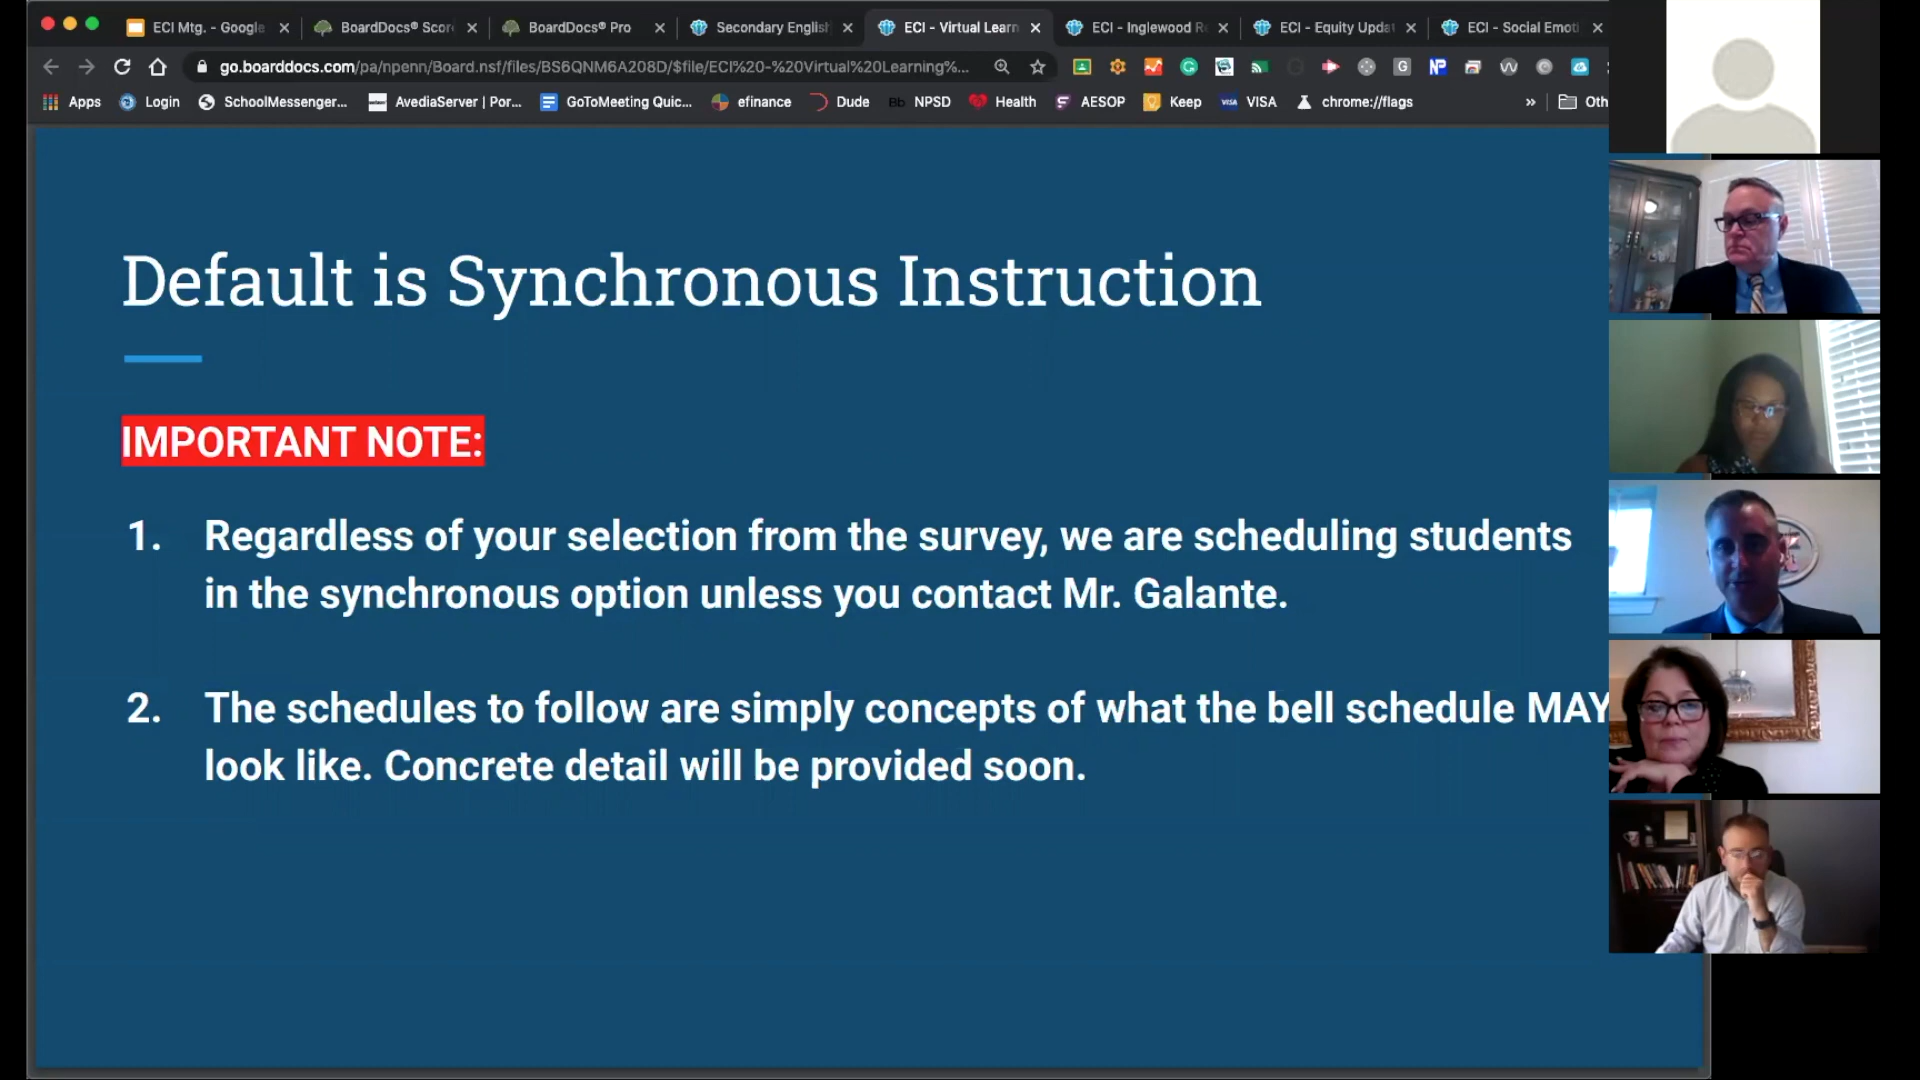 ECI Mtg. - Google
BoardDocs® Scor
BoardDocs® Pro
Secondary English
ECI - Virtual Learn
ECI - Inglewood R
ECI - Equity Updat
ECI - Social Emoti
go.boarddocs.com/pa/npenn/Board.nsf/files/BS6QNM6A208D/$file/ECI%20-%20Virtual%20Learning%...
Apps
Login
SchoolMessenger...
AvediaServer | Por...
GoToMeeting Quic...
efinance
Dude
Bb NPSD
Health
AESOP
Keep
VISA VISA
chrome://flags
»
Oth
Default is Synchronous Instruction
IMPORTANT NOTE:
1. Regardless of your selection from the survey, we are scheduling students
in the synchronous option unless you contact Mr. Galante.
2. The schedules to follow are simply concepts of what the bell schedule MAY
look like. Concrete detail will be provided soon.